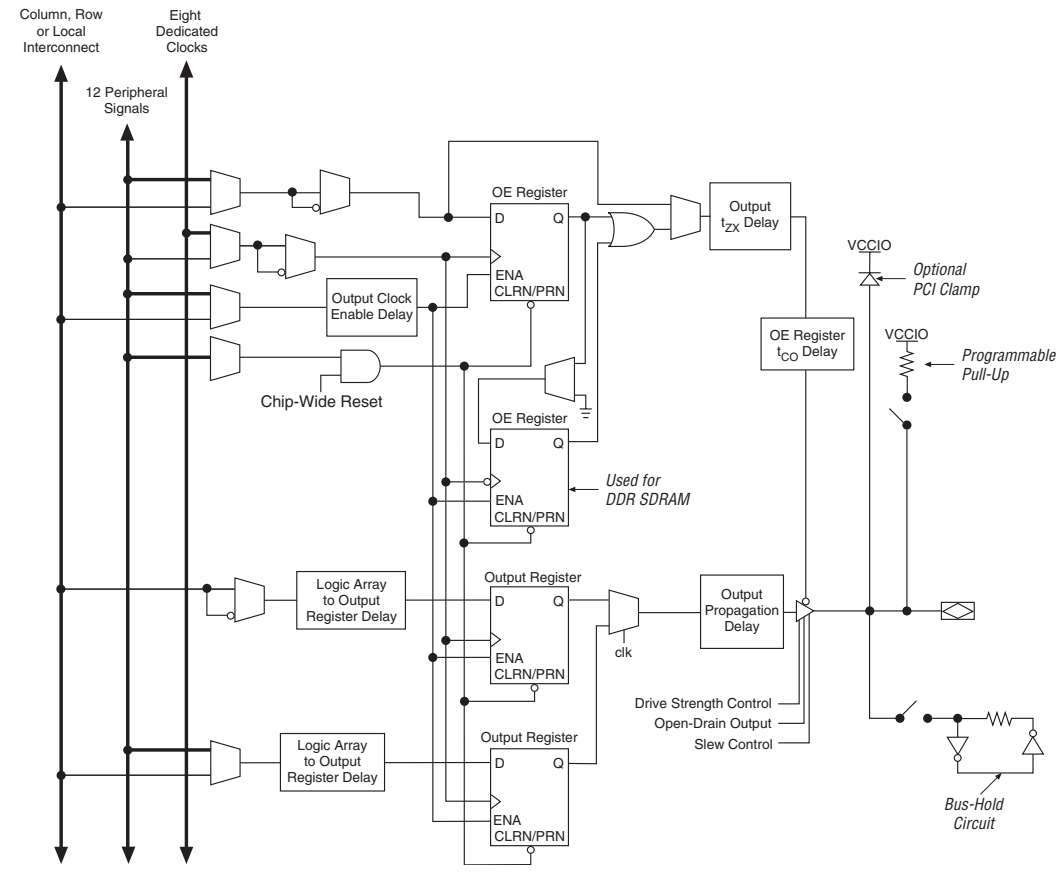 Column, Row
or Local
Interconnect
Eight
Dedicated
Clocks
12 Peripheral
Signals
OE Register
D
Q
ENA
CLRN/PRN
Output
tZX Delay
Output Clock
Enable Delay
Chip-Wide Reset
VCCIO
Optional
PCI Clamp
OE Register
tCO Delay
VCCIO
Programmable
Pull-Up
OE Register
D
Q
ENA
CLRN/PRN
Used for
DDR SDRAM
Logic Array
to Output
Register Delay
Output Register
D
Q
ENA
CLRN/PRN
clk
Output
Propagation
Delay
Drive Strength Control
Open-Drain Output
Slew Control
Logic Array
to Output
Register Delay
Output Register
D
Q
ENA
CLRN/PRN
Bus-Hold
Circuit